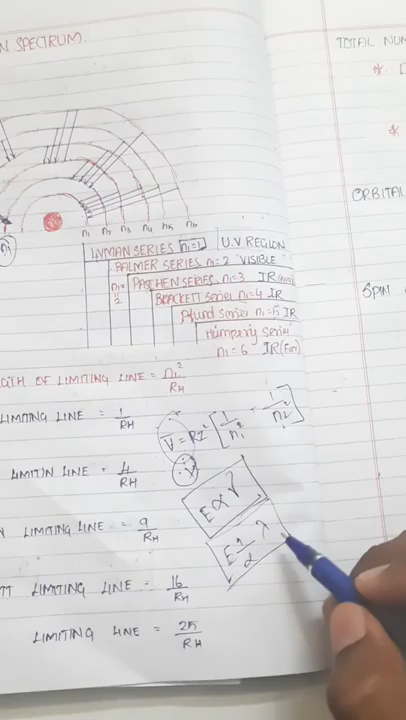 N SPECTRUM.
TOTAL NUM
*
*
ORBITAL
SPIN
n1 n2 n3 n4 n5 n6
LYMAN SERIES n1=1 U.V REGION
BALMER SERIES n1=2 "VISIBLE"
PASCHEN SERIES n1=3 IR
BRACKETT series n1=4 IR
Pfund series n1=5 IR
series
n1=6 IR (Far)
OF LIMITING LINE = n1²/RH
LIMITING LINE = 1/RH
V̄ = RZ² [1/n1² - 1/n2²]
LIMITIN LINE = 4/RH
E ∝ ν
N LIMITING LINE = 9/RH
E 1/∝ λ
TT LIMITING LINE = 16/RH
LIMITING LINE = 25/RH